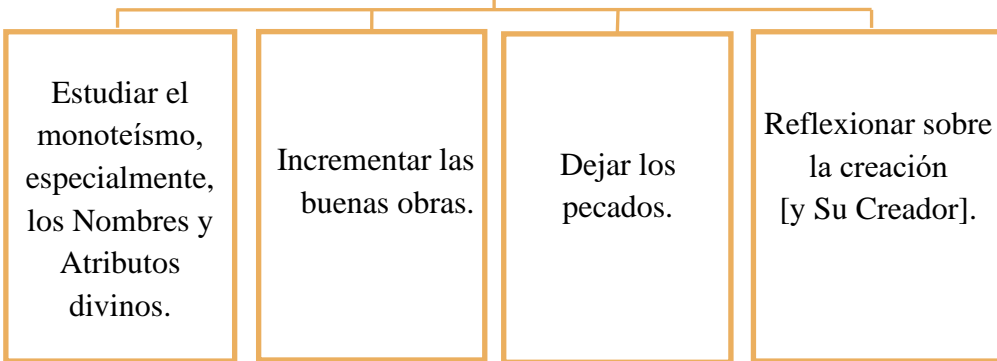 Estudiar el
monoteísmo,
especialmente,
los Nombres y
Atributos
divinos.
Incrementar las
buenas obras.
Dejar los
pecados.
Reflexionar sobre
la creación
[y Su Creador].